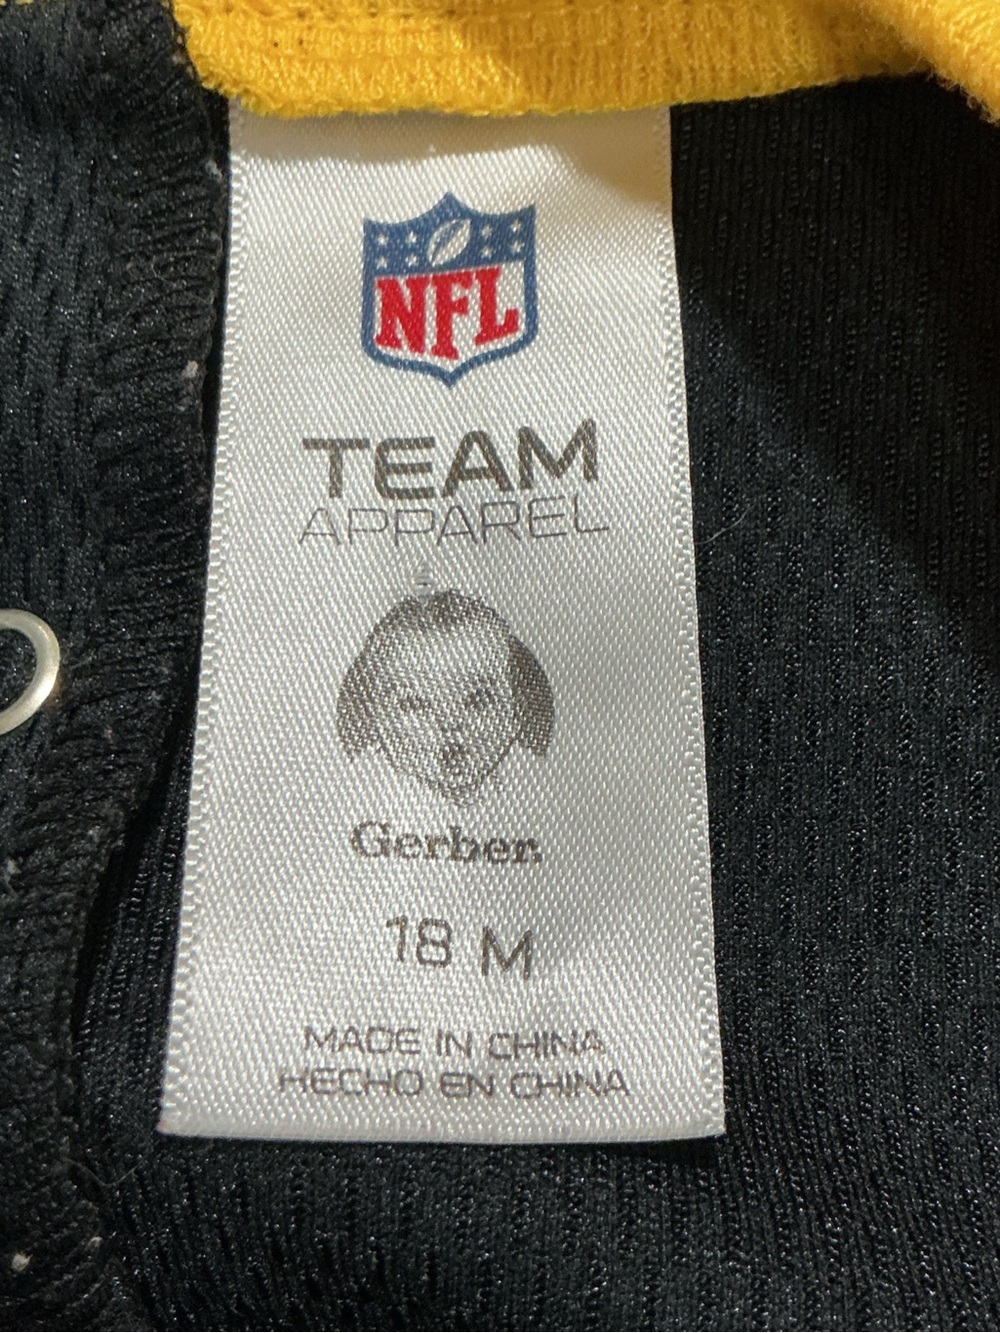 NFL
TEAM
APPAREL
Gerber.
18 M
MADE IN CHINA
HECHO EN CHINA